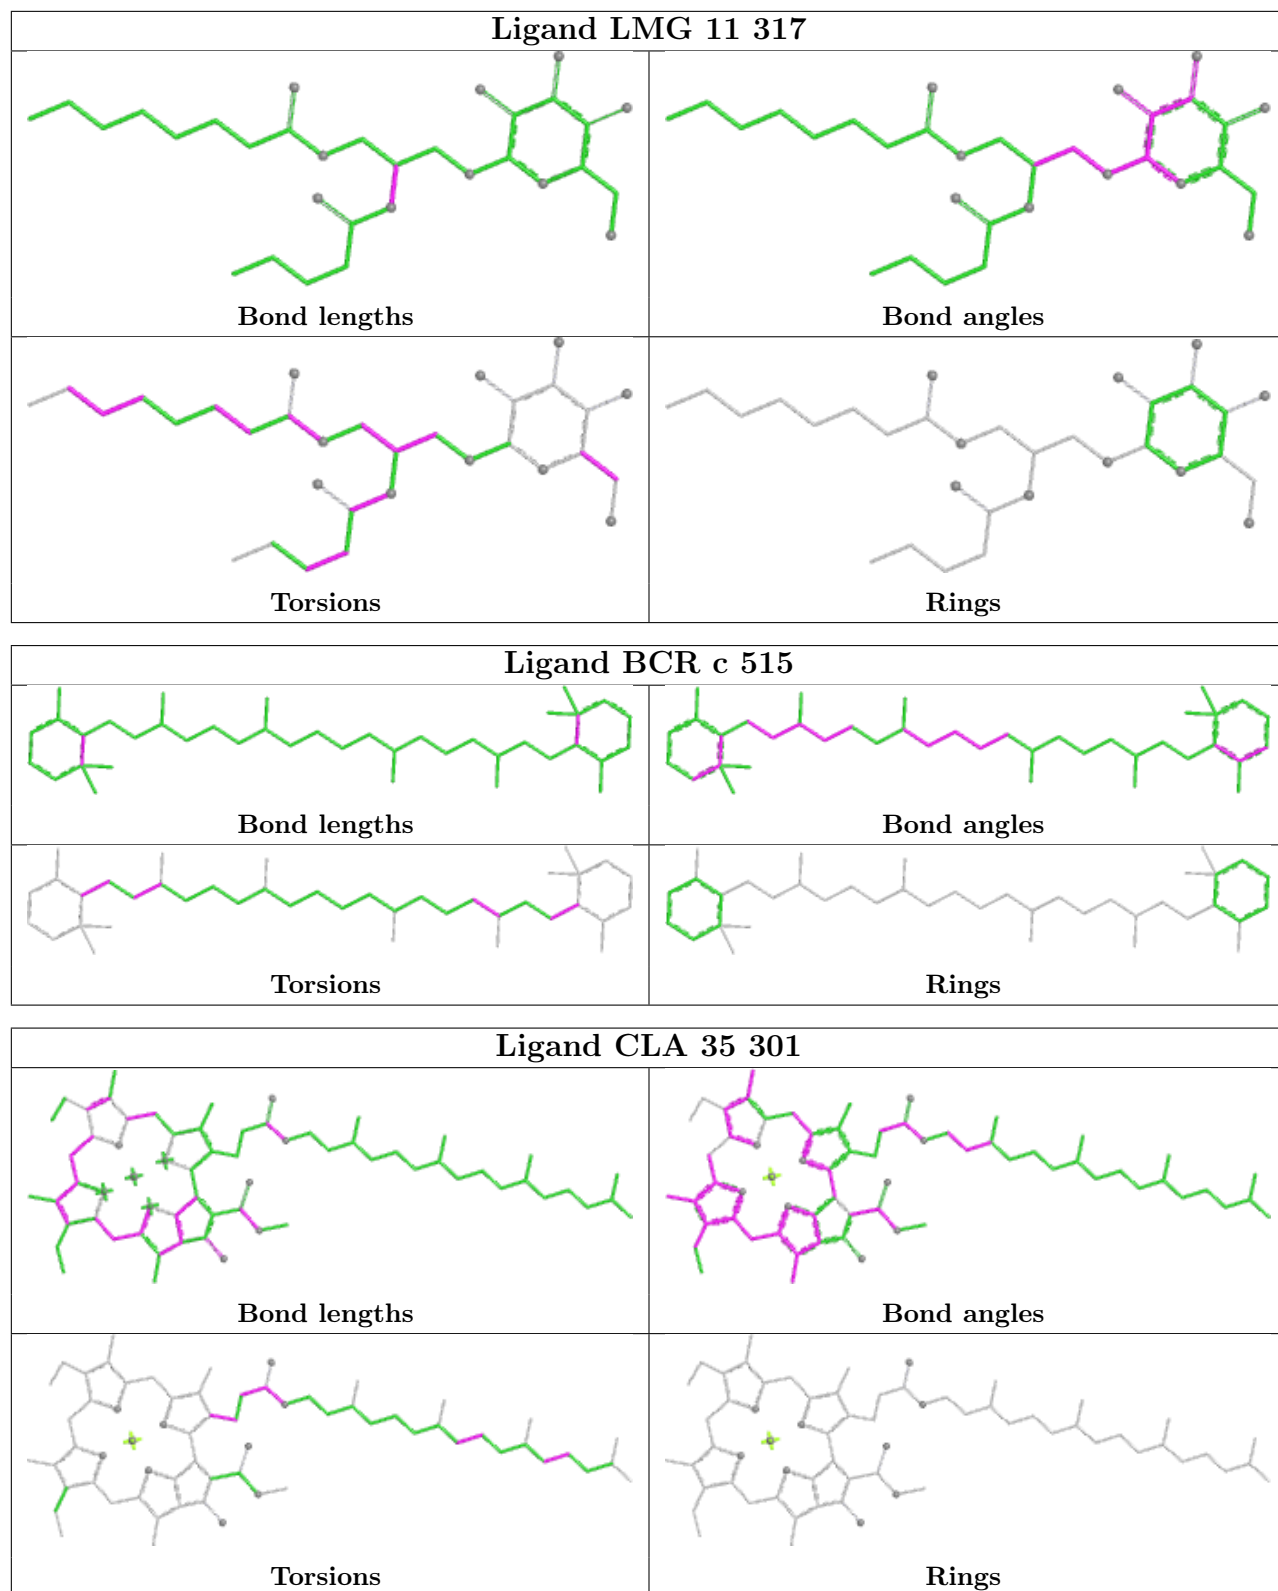 Ligand LMG 11 317
Bond lengths
Bond angles
Torsions
Rings
Ligand BCR c 515
Bond lengths
Bond angles
Torsions
Rings
Ligand CLA 35 301
Bond lengths
Bond angles
Torsions
Rings